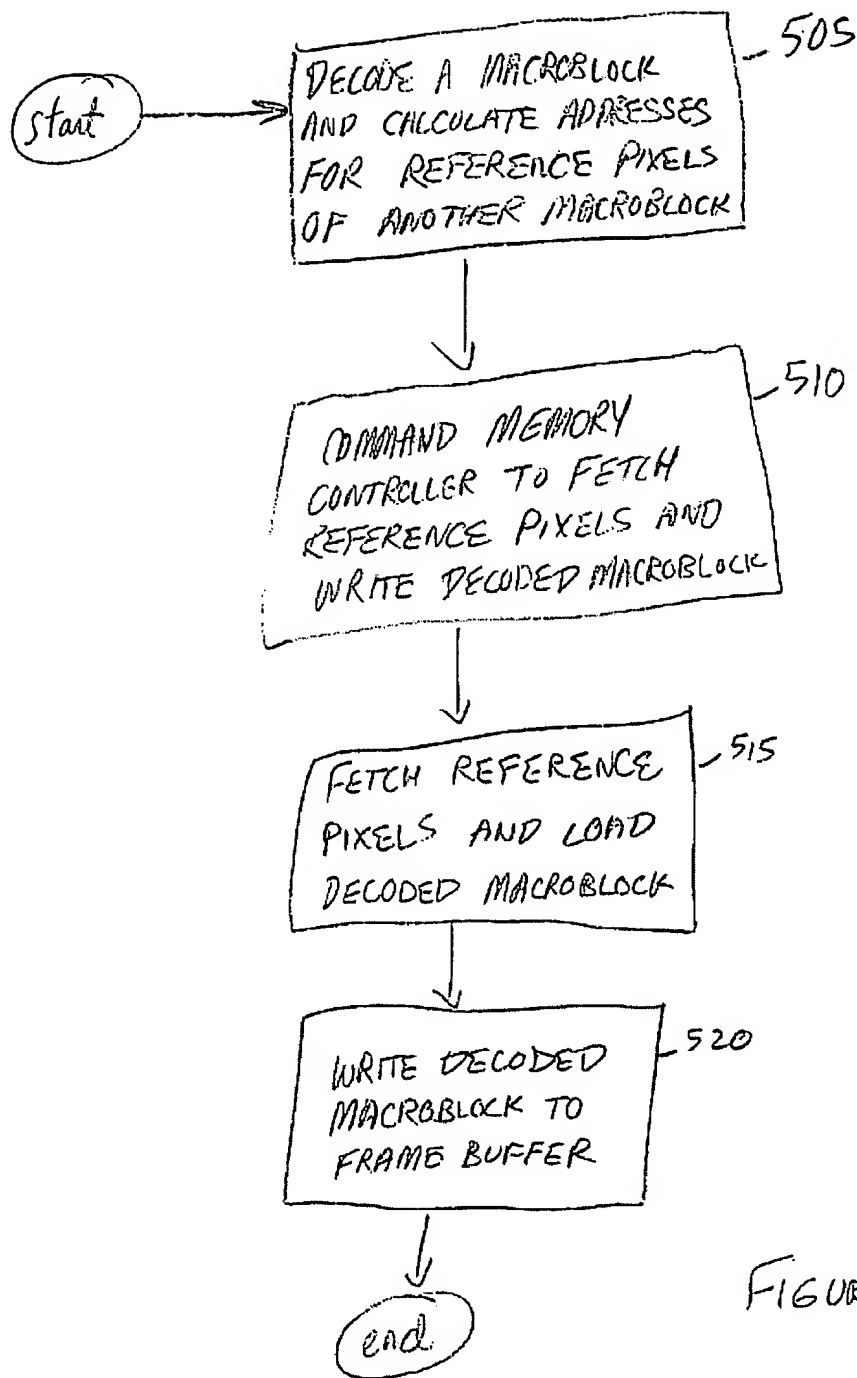 start
DECODE A MACROBLOCK
AND CALCULATE ADDRESSES
FOR REFERENCE PIXELS
OF ANOTHER MACROBLOCK
505
COMMAND MEMORY
CONTROLLER TO FETCH
REFERENCE PIXELS AND
WRITE DECODED MACROBLOCK
510
FETCH REFERENCE
PIXELS AND LOAD
DECODED MACROBLOCK
515
WRITE DECODED
MACROBLOCK TO
FRAME BUFFER
520
end